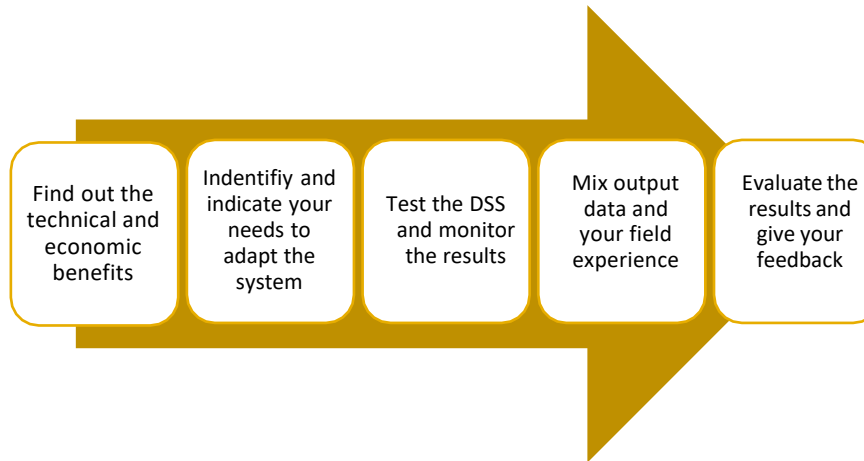 Find out the
technical and
economic
benefits
Indentifiy and
indicate your
needs to
adapt the
system
Test the DSS
and monitor
the results
Mix output
data and
your field
experience
Evaluate the
results and
give your
feedback